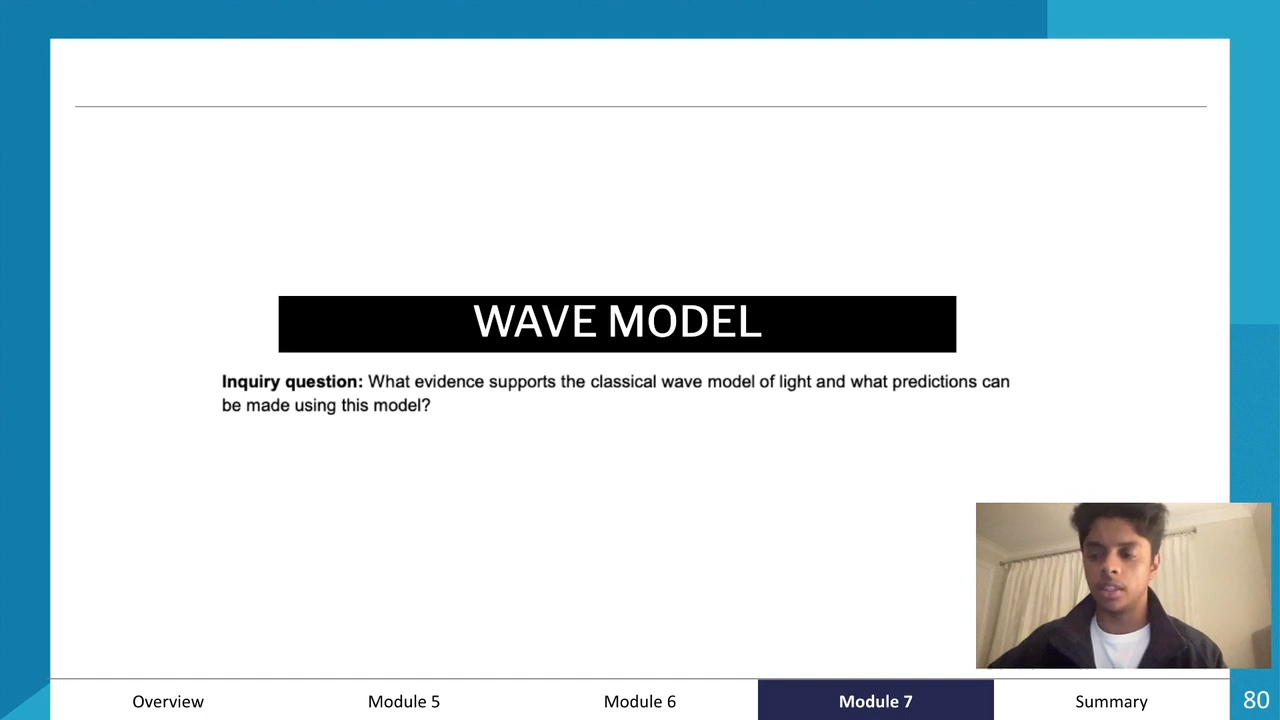 WAVE MODEL
Inquiry question: What evidence supports the classical wave model of light and what predictions can
be made using this model?
Overview
Module 5
Module 6
Module 7
Summary
80